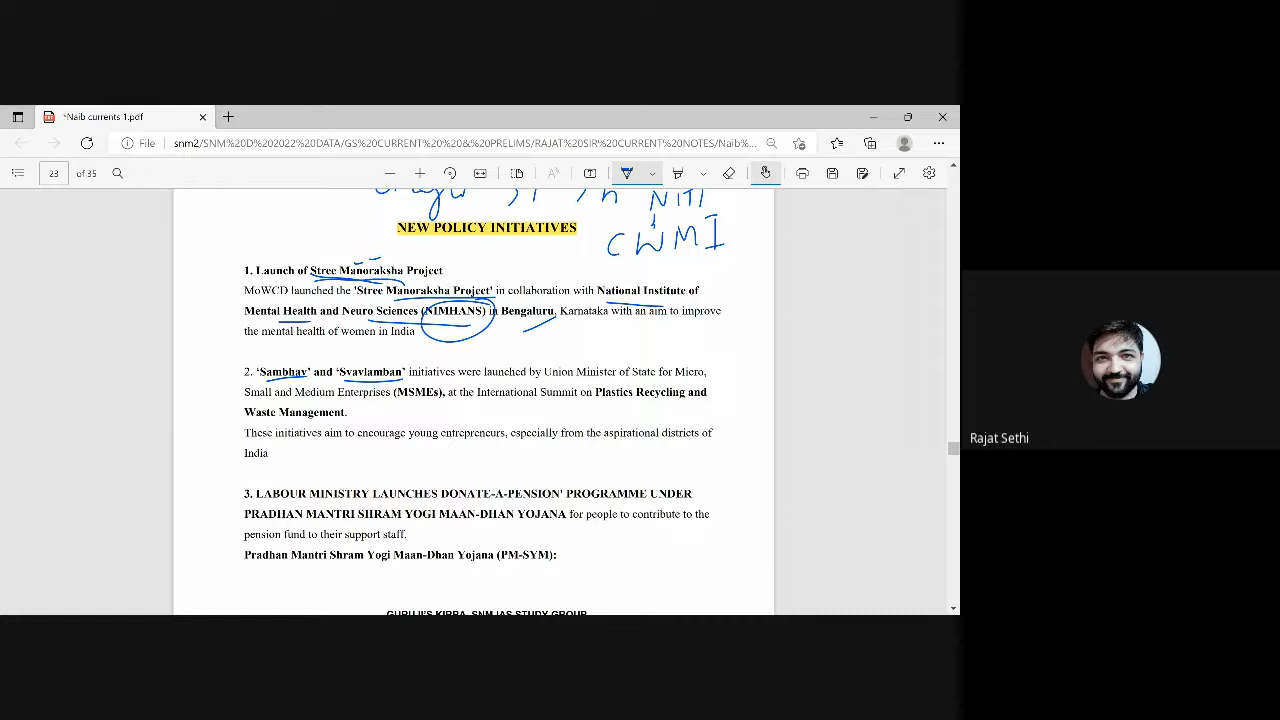 *Naib currents 1.pdf
File snm2/SNM%20D%202022%20DATA/GS%20CURRENT%20%20&%20PRELIMS/RAJAT%20SIR%20CURRENT%20NOTES/Naib%...
23 of 35
NITI
CWMI
NEW POLICY INITIATIVES
1. Launch of Stree Manoraksha Project
MoWCD launched the 'Stree Manoraksha Project' in collaboration with National Institute of
Mental Health and Neuro Sciences (NIMHANS) in Bengaluru, Karnataka with an aim to improve
the mental health of women in India
2. ‘Sambhav’ and ‘Svavlamban’ initiatives were launched by Union Minister of State for Micro,
Small and Medium Enterprises (MSMEs), at the International Summit on Plastics Recycling and
Waste Management.
These initiatives aim to encourage young entrepreneurs, especially from the aspirational districts of
India
3. LABOUR MINISTRY LAUNCHES DONATE-A-PENSION' PROGRAMME UNDER
PRADHAN MANTRI SHRAM YOGI MAAN-DHAN YOJANA for people to contribute to the
pension fund to their support staff.
Pradhan Mantri Shram Yogi Maan-Dhan Yojana (PM-SYM):
GURUJI'S KIRPA, SNM IAS STUDY GROUP
Rajat Sethi